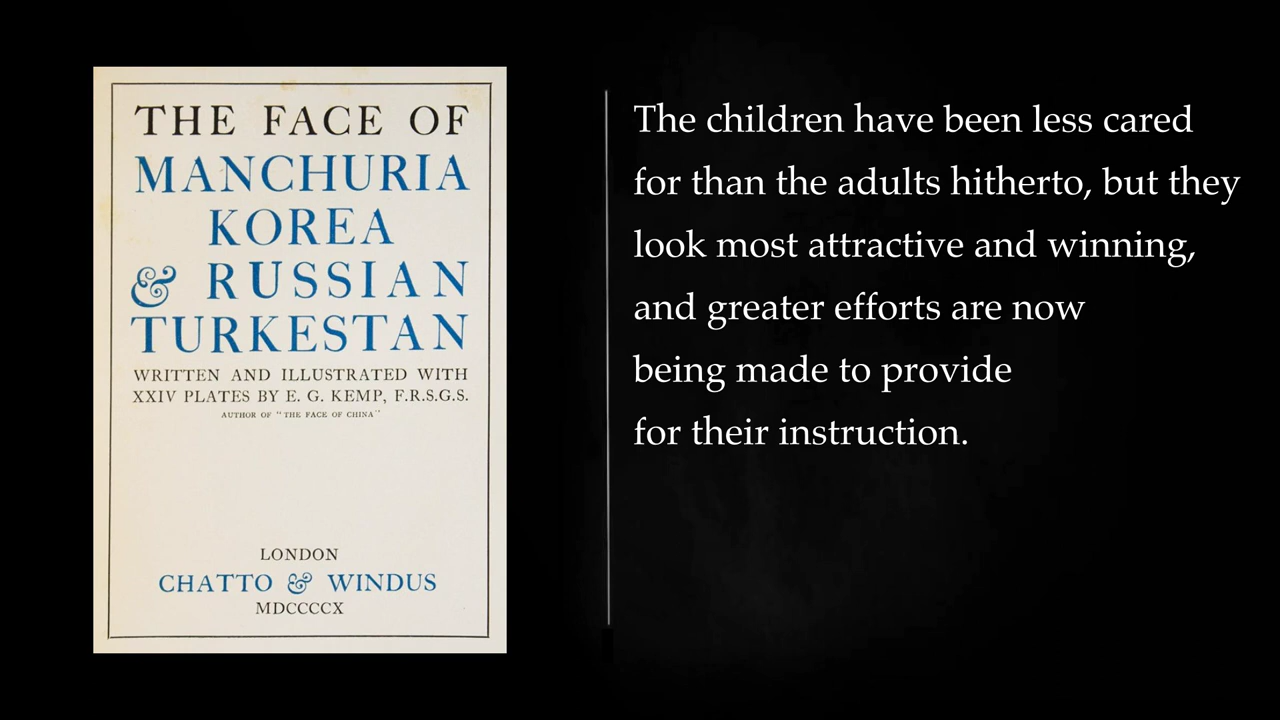 THE FACE OF
MANCHURIA
KOREA
& RUSSIAN
TURKESTAN
WRITTEN AND ILLUSTRATED WITH
XXIV PLATES BY E. G. KEMP, F.R.S.G.S.
AUTHOR OF "THE FACE OF CHINA"
LONDON
CHATTO & WINDUS
MDCCCCX
The children have been less cared
for than the adults hitherto, but they
look most attractive and winning,
and greater efforts are now
being made to provide
for their instruction.